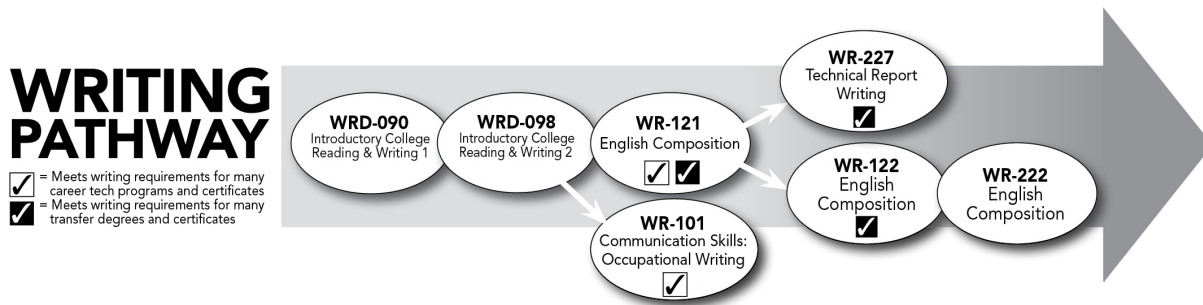 WRITING
PATHWAY
= Meets writing requirements for many
career tech programs and certificates
= Meets writing requirements for many
transfer degrees and certificates
WRD-090
Introductory College
Reading & Writing 1
WRD-098
Introductory College
Reading & Writing 2
WR-121
English Composition
WR-101
Communication Skills:
Occupational Writing
WR-227
Technical Report
Writing
WR-122
English
Composition
WR-222
English
Composition